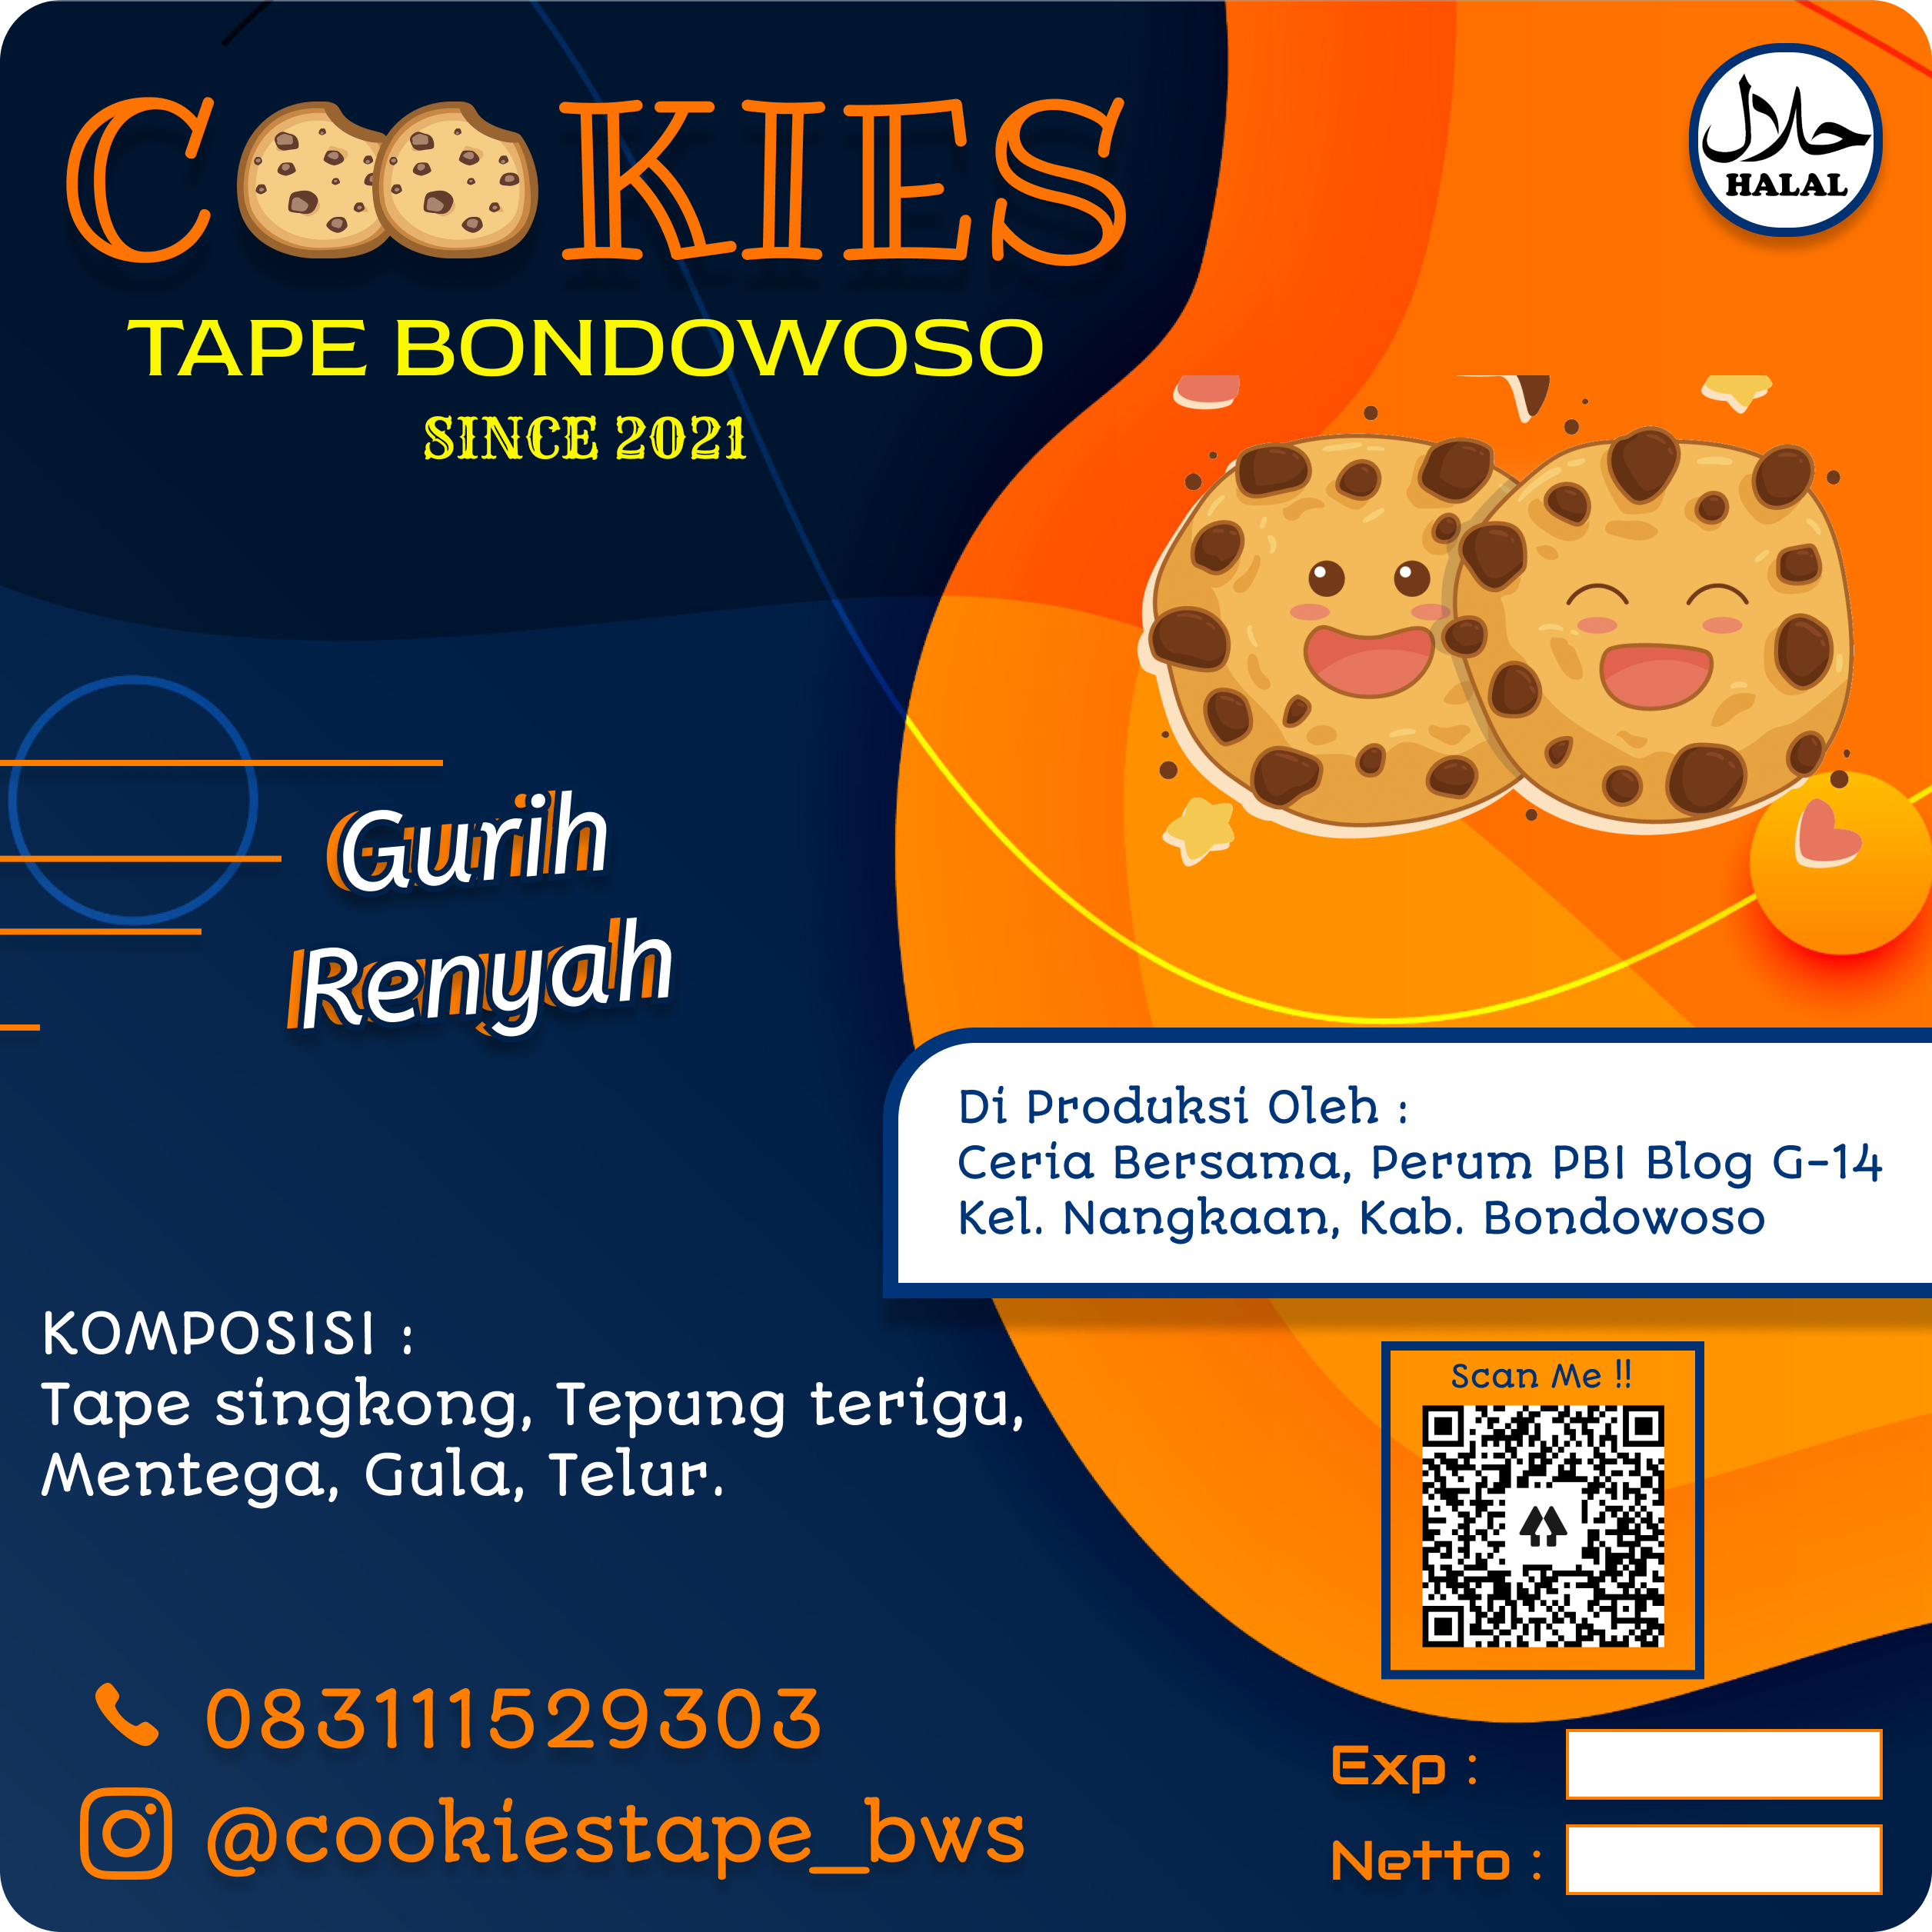 COOKIES
TAPE BONDOWOSO
SINCE 2021
حلال
HALAL
Gurih
Renyah
Di Produksi Oleh :
Ceria Bersama, Perum PBI Blog G-14
Kel. Nangkaan, Kab. Bondowoso
KOMPOSISI :
Tape singkong, Tepung terigu,
Mentega, Gula, Telur.
Scan Me !!
083111529303
@cookiestape_bws
Exp :
Netto :